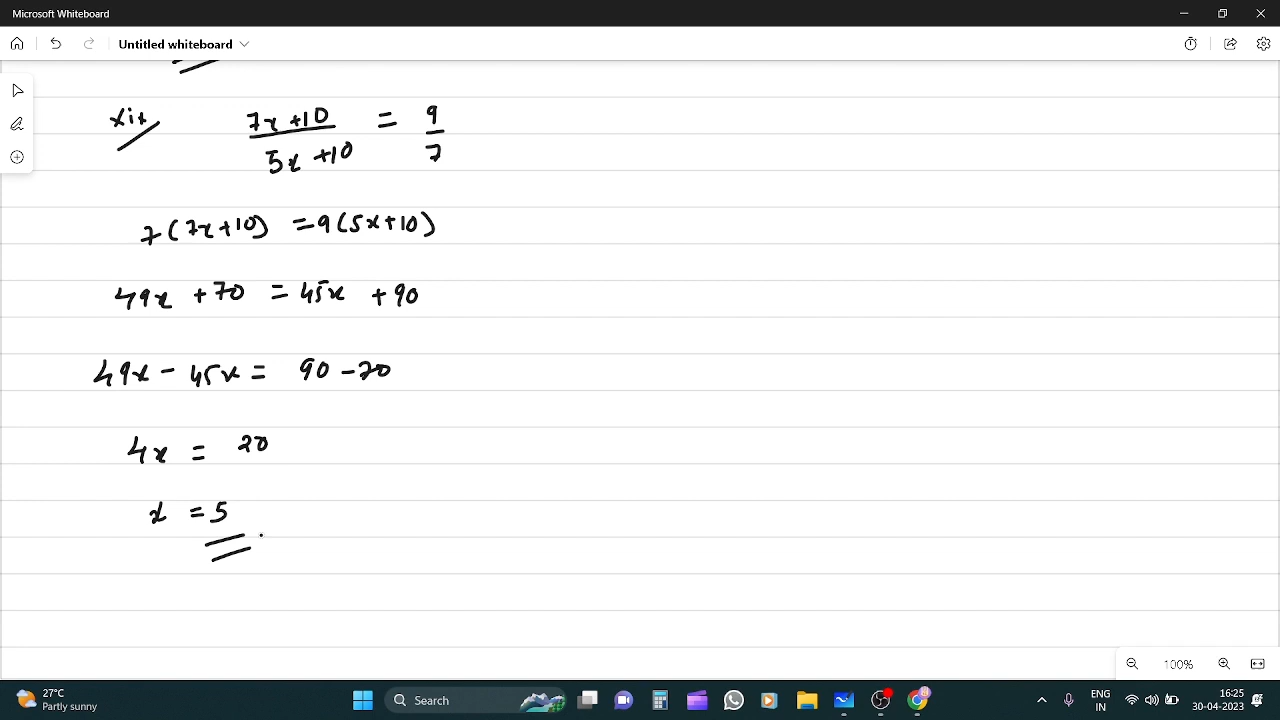 Microsoft Whiteboard
Untitled whiteboard
xix
7x +10 = 9
5x +10 7
7(7x+10) = 9(5x+10)
49x +70 = 45x +90
49x - 45x = 90 - 70
4x = 20
x = 5
100%
27°C
Partly sunny
Search
ENG
IN
16:25
30-04-2023